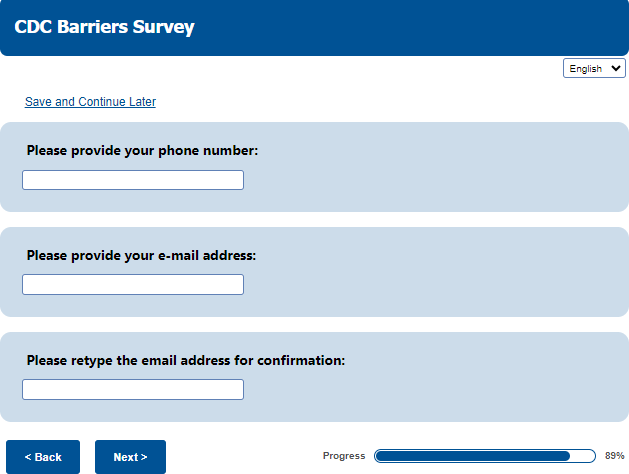 CDC Barriers Survey
English
Save and Continue Later
Please provide your phone number:
Please provide your e-mail address:
Please retype the email address for confirmation:
< Back
Next >
Progress
89%